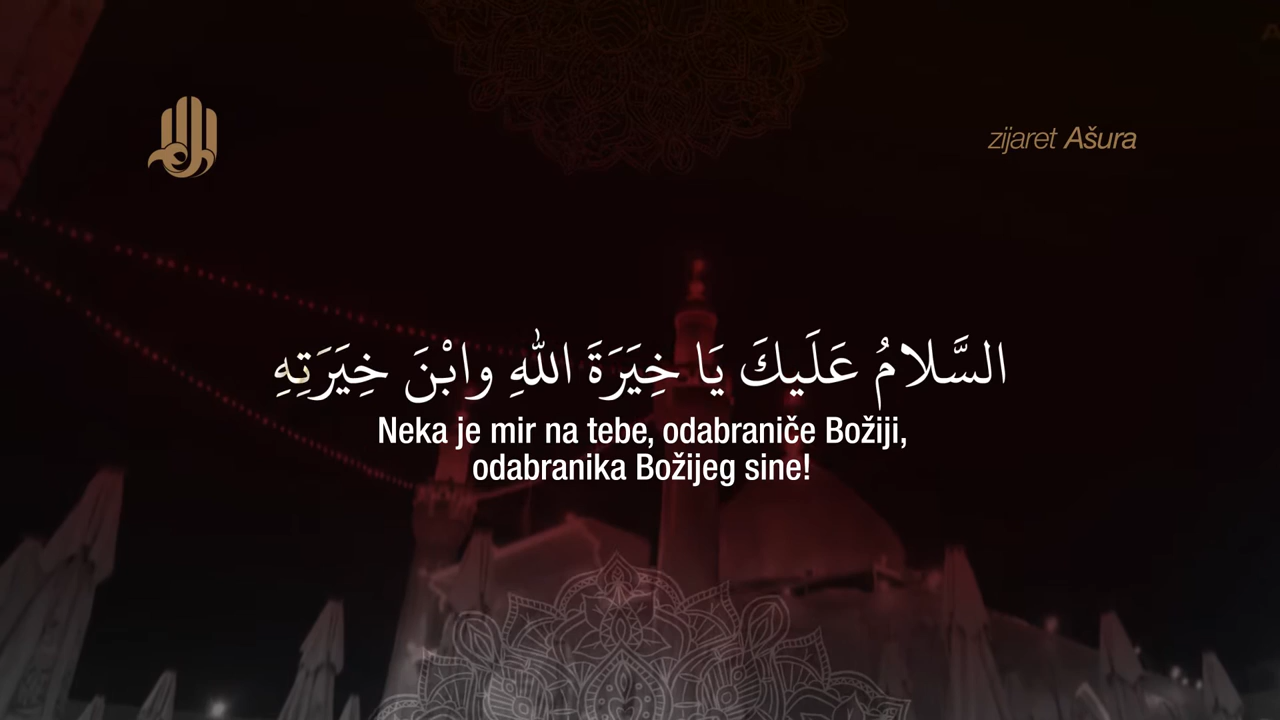 zijaret Ašura
السَّلامُ عَلَيكَ يَا خِيَرَةَ اللهِ وابْنَ خِيَرَتِهِ
Neka je mir na tebe, odabraniče Božiji,
odabranika Božijeg sine!